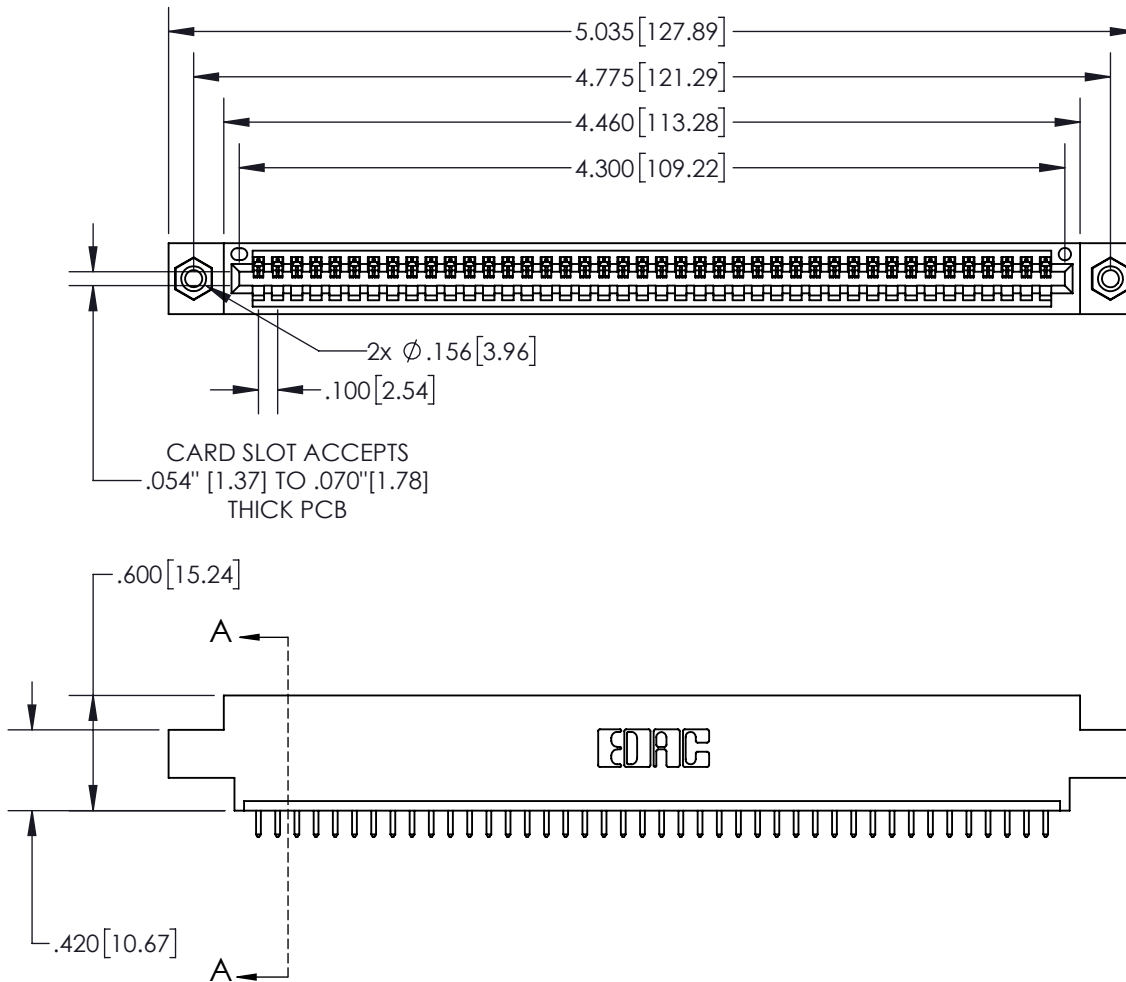 5.035[127.89]
4.775[121.29]
4.460[113.28]
4.300[109.22]
2x Ø.156[3.96]
.100[2.54]
CARD SLOT ACCEPTS
.054" [1.37] TO .070"[1.78]
THICK PCB
.600[15.24]
A
EDAC
.420[10.67]
A